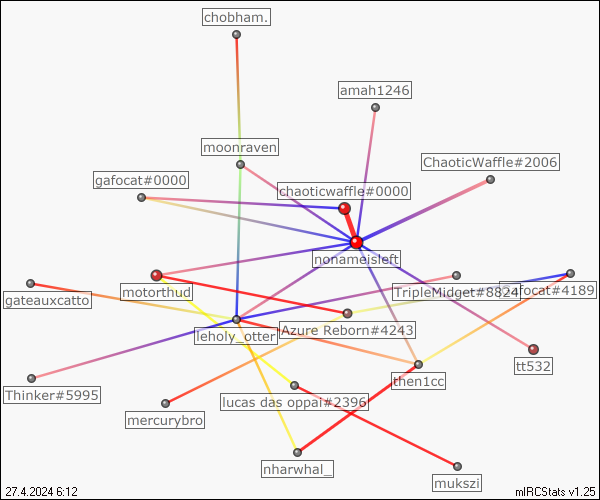 chobham.
amah1246
moonraven
ChaoticWaffle#2006
gafocat#0000
chaoticwaffle#0000
nonameisleft
motorthud
TripleMidget#8824
gafocat#4189
gateauxcatto
leholy_otter
Azure Reborn#4243
tt532
then1cc
Thinker#5995
lucas das oppai#2396
mercurybro
nharwhal_
mukszi
27.4.2024 6:12
mIRCStats v1.25